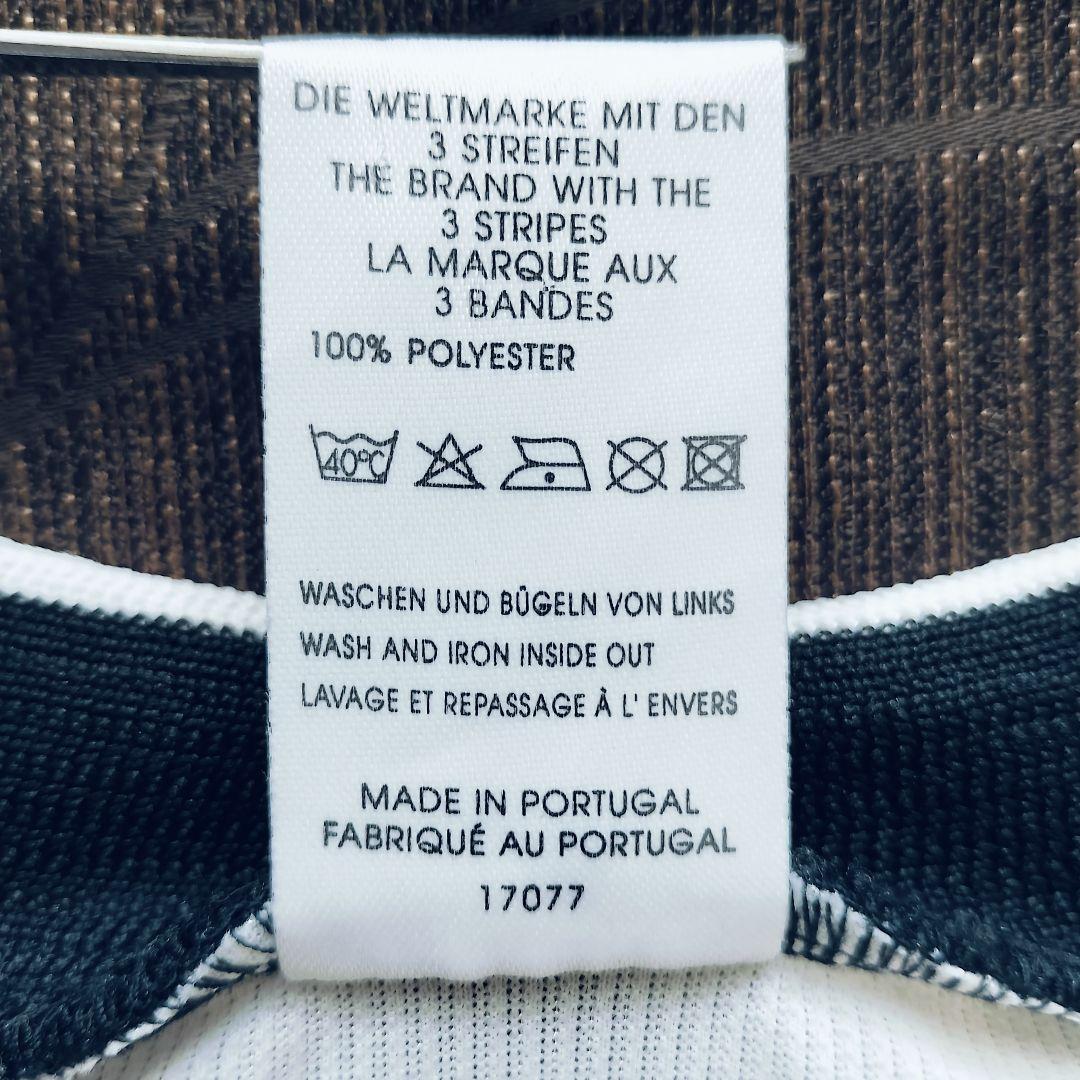 DIE WELTMARKE MIT DEN
3 STREIFEN
THE BRAND WITH THE
3 STRIPES
LA MARQUE AUX
3 BANDES
100% POLYESTER
40°C
WASCHEN UND BÜGELN VON LINKS
WASH AND IRON INSIDE OUT
LAVAGE ET REPASSAGE À L' ENVERS
MADE IN PORTUGAL
FABRIQUÉ AU PORTUGAL
17077